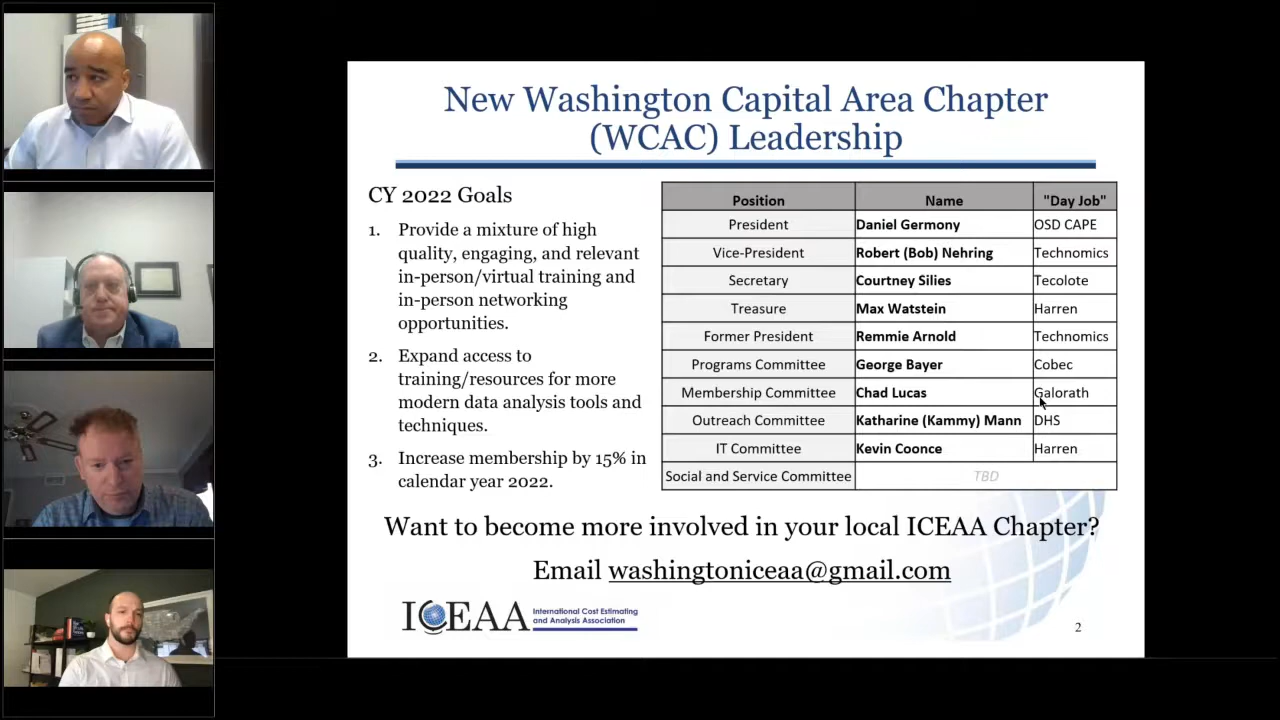 New Washington Capital Area Chapter
(WCAC) Leadership
CY 2022 Goals
1. Provide a mixture of high
quality, engaging, and relevant
in-person/virtual training and
in-person networking
opportunities.
2. Expand access to
training/resources for more
modern data analysis tools and
techniques.
3. Increase membership by 15% in
calendar year 2022.
Position Name "Day Job"
President Daniel Germony OSD CAPE
Vice-President Robert (Bob) Nehring Technomics
Secretary Courtney Silies Tecolote
Treasure Max Watstein Harren
Former President Remmie Arnold Technomics
Programs Committee George Bayer Cobec
Membership Committee Chad Lucas Galorath
Outreach Committee Katharine (Kammy) Mann DHS
IT Committee Kevin Coonce Harren
Social and Service Committee TBD
Want to become more involved in your local ICEAA Chapter?
Email washingtoniceaa@gmail.com
ICEAA International Cost Estimating
and Analysis Association
2